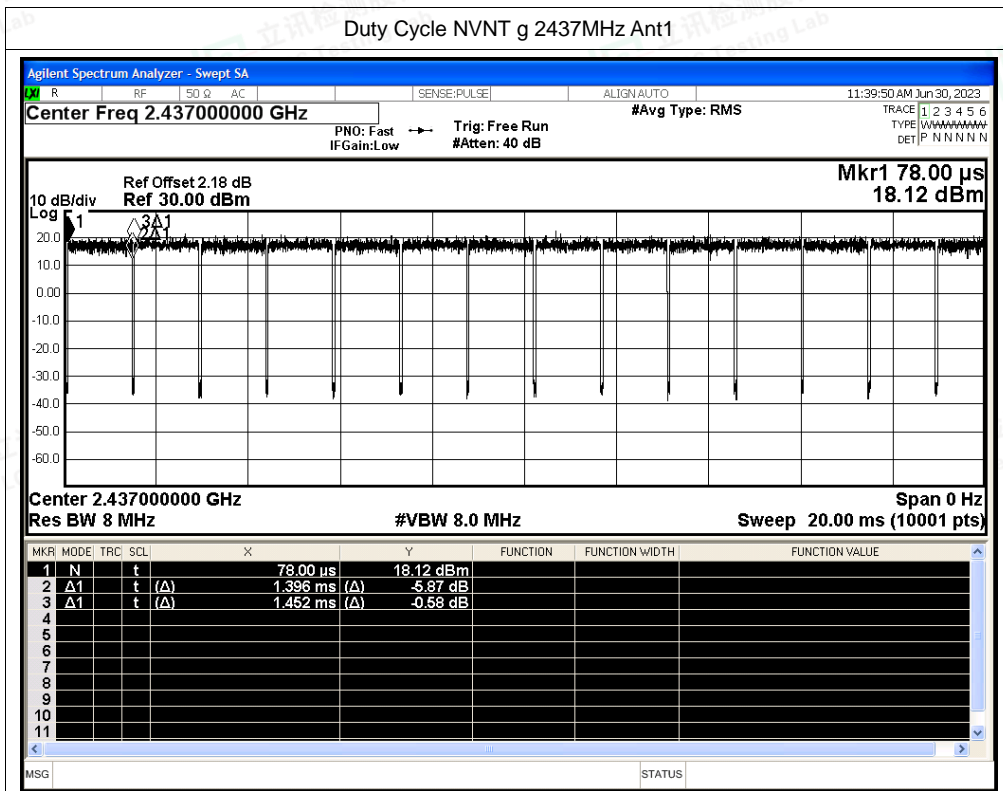 Duty Cycle NVNT g 2437MHz Ant1
Agilent Spectrum Analyzer - Swept SA
LXI R RF 50 Ω AC SENSE:PULSE ALIGN AUTO 11:39:50 AM Jun 30, 2023
Center Freq 2.437000000 GHz #Avg Type: RMS TRACE 1 2 3 4 5 6
PNO: Fast Trig: Free Run TYPE WWWWWW
IFGain:Low #Atten: 40 dB DET P N N N N N
Mkr1 78.00 µs
Ref Offset 2.18 dB
10 dB/div Ref 30.00 dBm 18.12 dBm
Log
1 3Δ1
2Δ1
20.0
10.0
0.00
-10.0
-20.0
-30.0
-40.0
-50.0
-60.0
Center 2.437000000 GHz Span 0 Hz
Res BW 8 MHz #VBW 8.0 MHz Sweep 20.00 ms (10001 pts)
MKR MODE TRC SCL X Y FUNCTION FUNCTION WIDTH FUNCTION VALUE
1 N t 78.00 µs 18.12 dBm
2 Δ1 t (Δ) 1.396 ms (Δ) -5.87 dB
3 Δ1 t (Δ) 1.452 ms (Δ) -0.58 dB
4
5
6
7
8
9
10
11
MSG STATUS